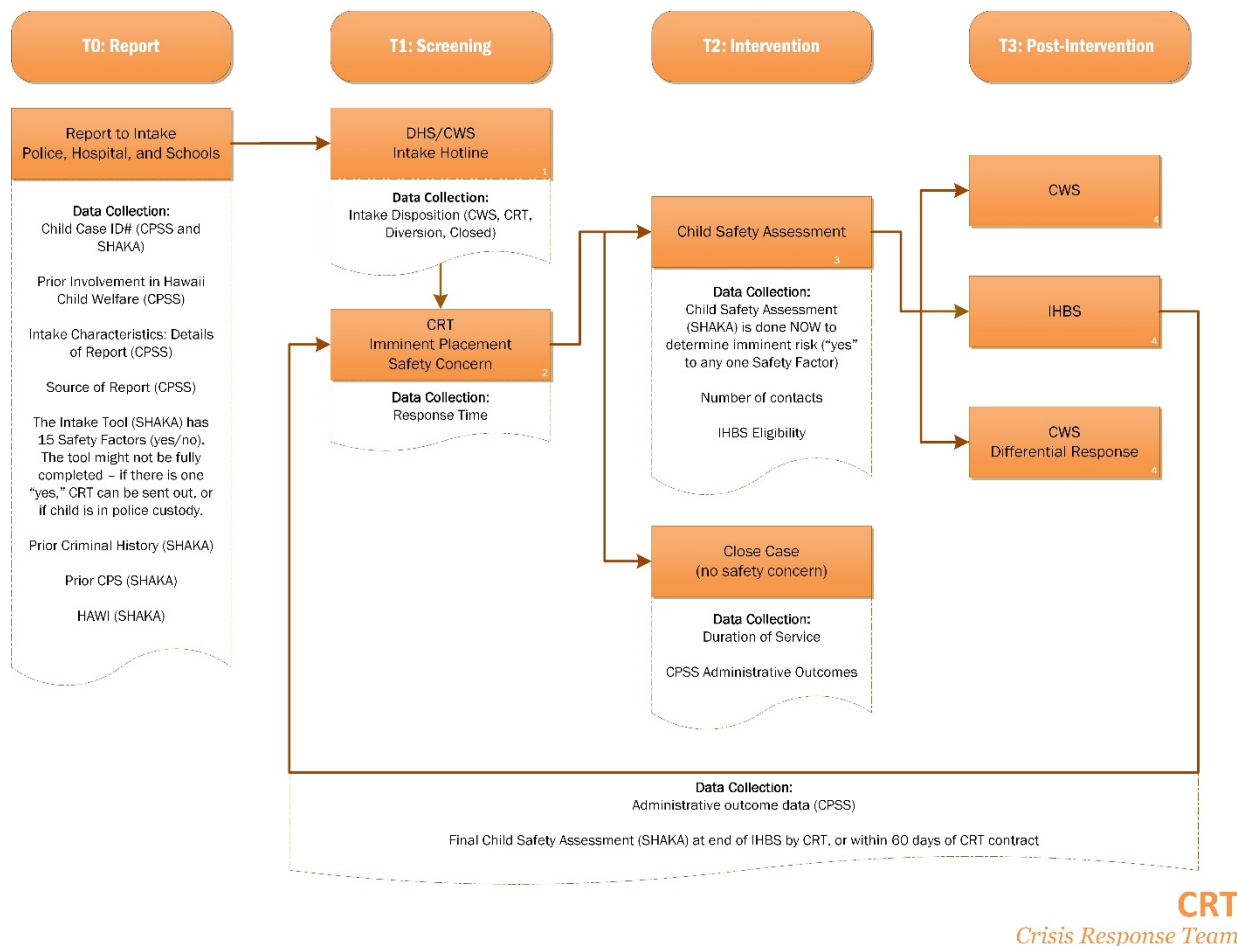 T0: Report
T1: Screening
T2: Intervention
T3: Post-Intervention
Report to Intake
Police, Hospital, and Schools
Data Collection:
Child Case ID# (CPSS and
SHAKA)
Prior Involvement in Hawaii
Child Welfare (CPSS)
Intake Characteristics: Details
of Report (CPSS)
Source of Report (CPSS)
The Intake Tool (SHAKA) has
15 Safety Factors (yes/no).
The tool might not be fully
completed – if there is one
“yes,” CRT can be sent out, or
if child is in police custody.
Prior Criminal History (SHAKA)
Prior CPS (SHAKA)
HAWI (SHAKA)
DHS/CWS
Intake Hotline
1
Data Collection:
Intake Disposition (CWS, CRT,
Diversion, Closed)
CRT
Imminent Placement
Safety Concern
2
Data Collection:
Response Time
Child Safety Assessment
3
Data Collection:
Child Safety Assessment
(SHAKA) is done NOW to
determine imminent risk (“yes”
to any one Safety Factor)
Number of contacts
IHBS Eligibility
Close Case
(no safety concern)
Data Collection:
Duration of Service
CPSS Administrative Outcomes
CWS
4
IHBS
4
CWS
Differential Response
4
Data Collection:
Administrative outcome data (CPSS)
Final Child Safety Assessment (SHAKA) at end of IHBS by CRT, or within 60 days of CRT contract
CRT
Crisis Response Team